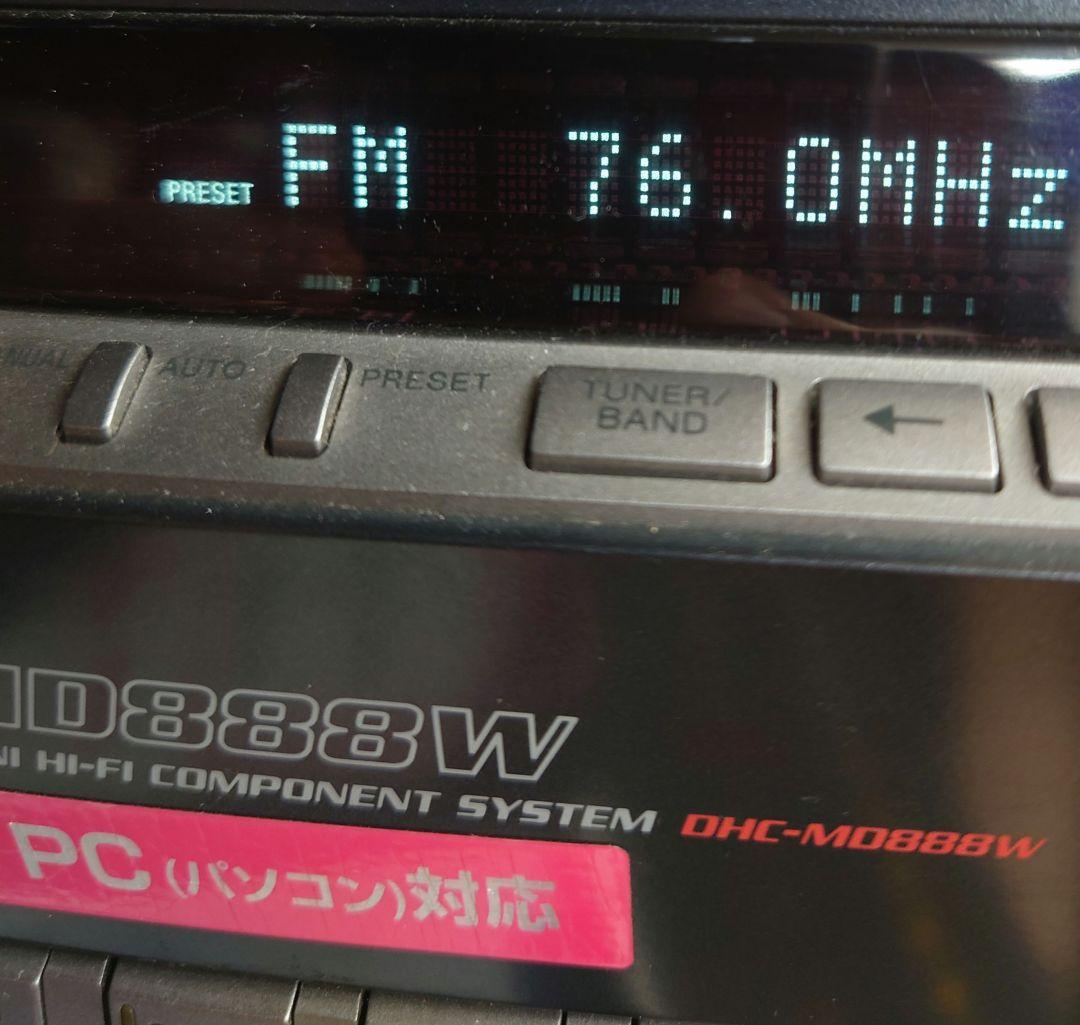 PRESET FM 76.0MHz
AUTO PRESET TUNER/
BAND
←
MD888W
HI-FI COMPONENT SYSTEM DHC-MD888W
PC(パソコン)対応